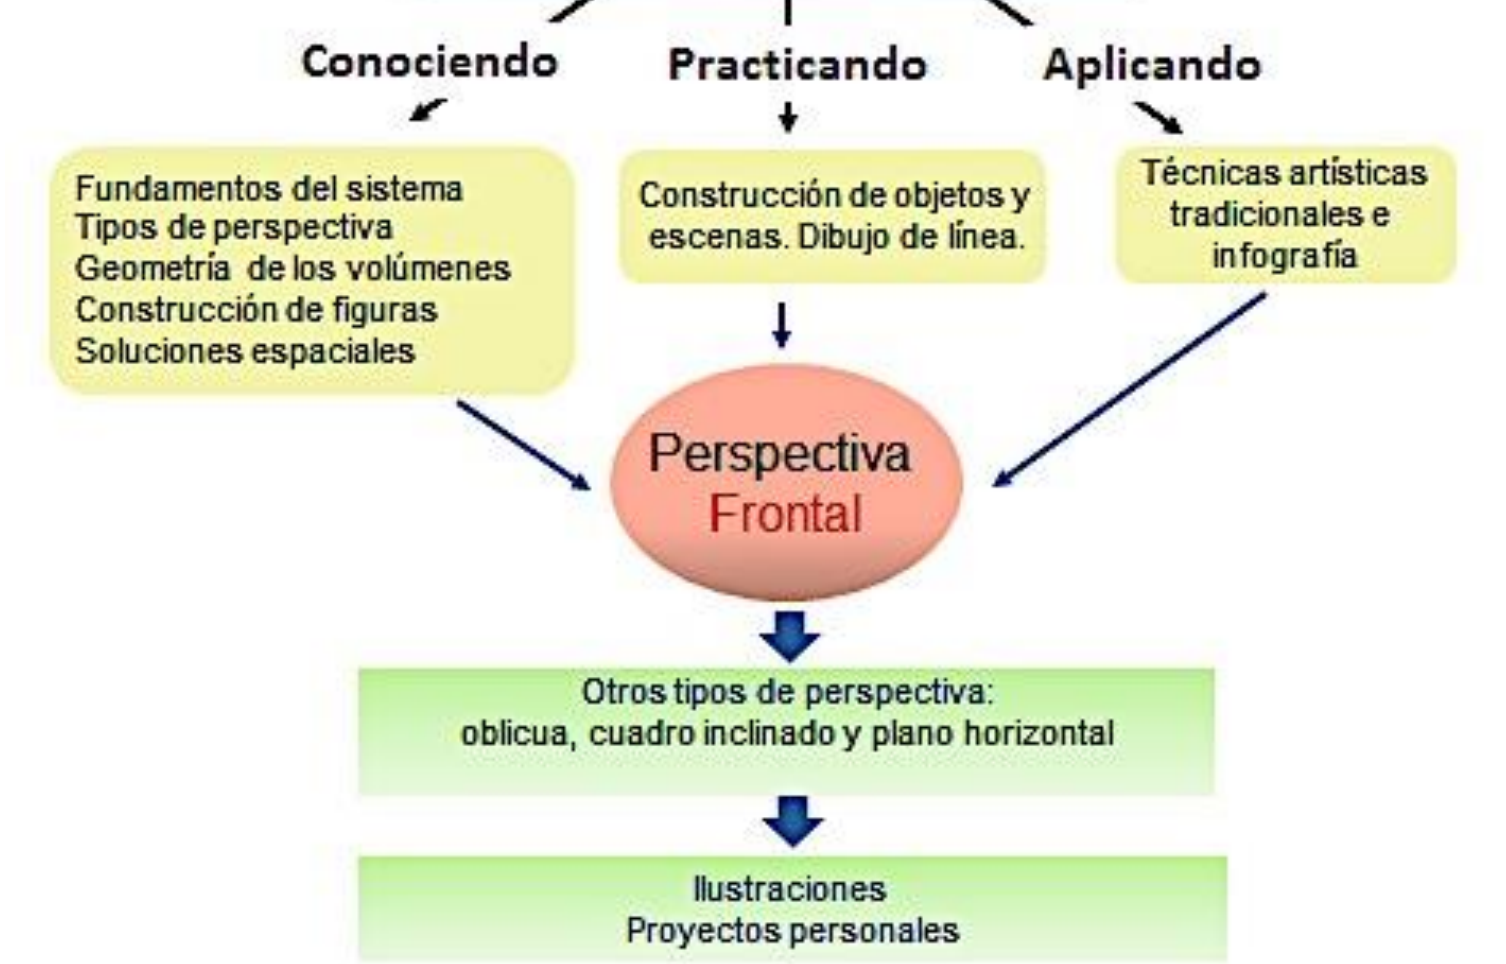 Conociendo
Practicando
Aplicando
Fundamentos del sistema
Tipos de perspectiva
Geometría de los volúmenes
Construcción de figuras
Soluciones espaciales
Construcción de objetos y
escenas. Dibujo de línea.
Técnicas artísticas
tradicionales e
infografía
Perspectiva
Frontal
Otros tipos de perspectiva:
oblicua, cuadro inclinado y plano horizontal
Ilustraciones
Proyectos personales